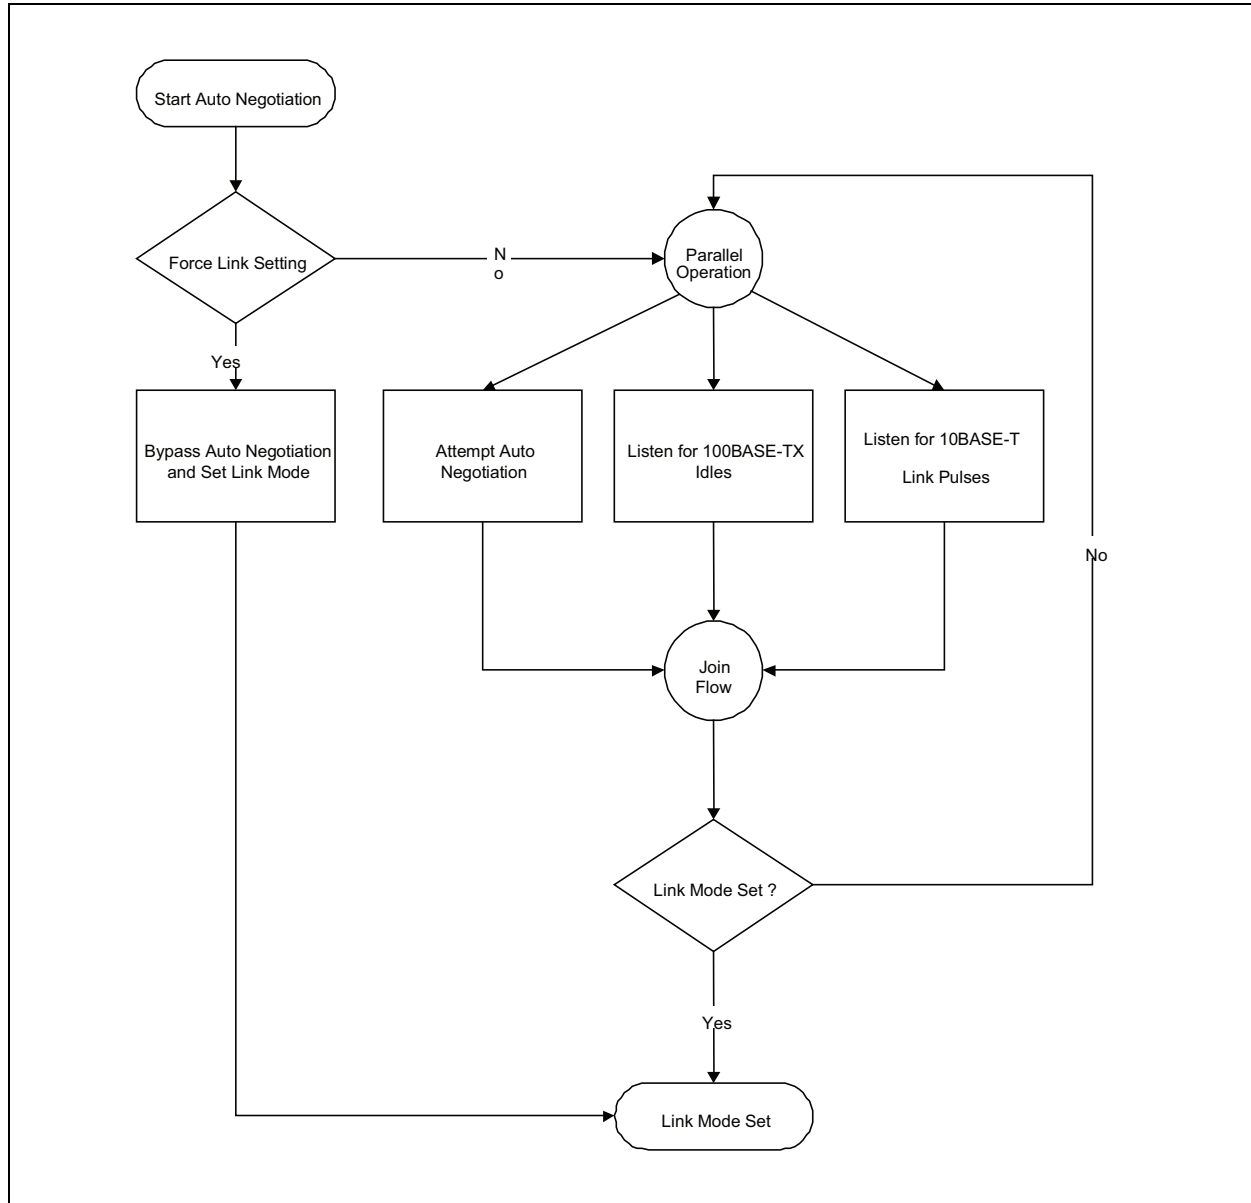 Start Auto Negotiation
Force Link Setting
N
o
Parallel
Operation
Yes
Bypass Auto Negotiation
and Set Link Mode
Attempt Auto
Negotiation
Listen for 100BASE-TX
Idles
Listen for 10BASE-T
Link Pulses
No
Join
Flow
Link Mode Set ?
Yes
Link Mode Set